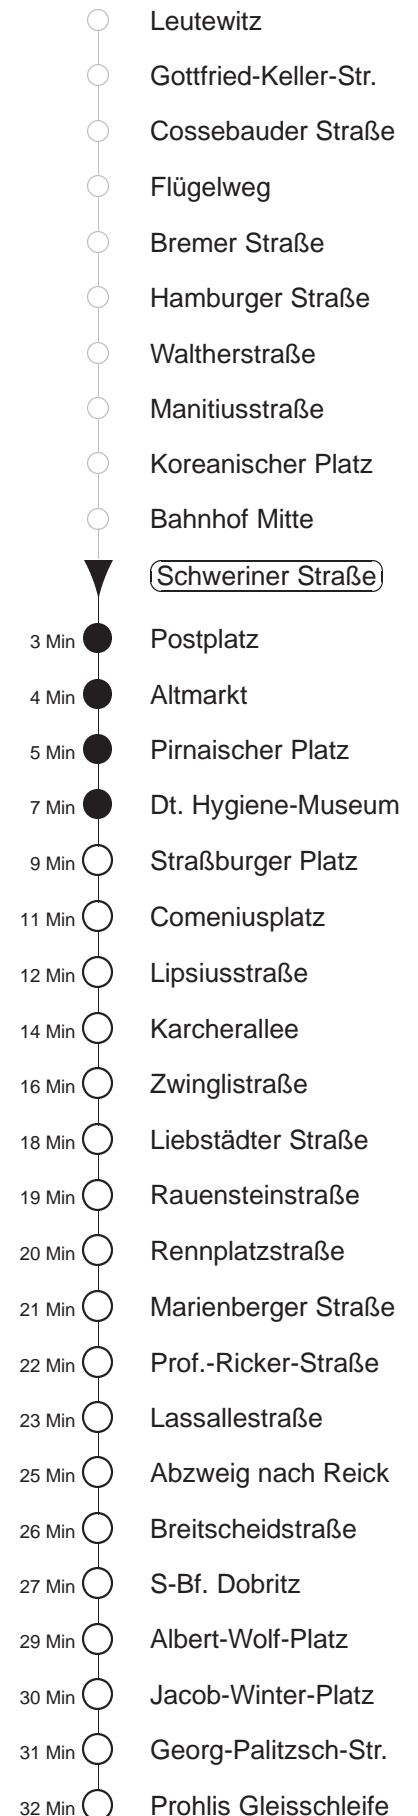 Leutewitz
Gottfried-Keller-Str.
Cossebauder Straße
Flügelweg
Bremer Straße
Hamburger Straße
Waltherstraße
Manitiusstraße
Koreanischer Platz
Bahnhof Mitte
Schweriner Straße
3 Min Postplatz
4 Min Altmarkt
5 Min Pirnaischer Platz
7 Min Dt. Hygiene-Museum
9 Min Straßburger Platz
11 Min Comeniusplatz
12 Min Lipsiusstraße
14 Min Karcherallee
16 Min Zwinglistraße
18 Min Liebstädter Straße
19 Min Rauensteinstraße
20 Min Rennplatzstraße
21 Min Marienberger Straße
22 Min Prof.-Ricker-Straße
23 Min Lassallestraße
25 Min Abzweig nach Reick
26 Min Breitscheidstraße
27 Min S-Bf. Dobritz
29 Min Albert-Wolf-Platz
30 Min Jacob-Winter-Platz
31 Min Georg-Palitzsch-Str.
32 Min Prohlis Gleisschleife